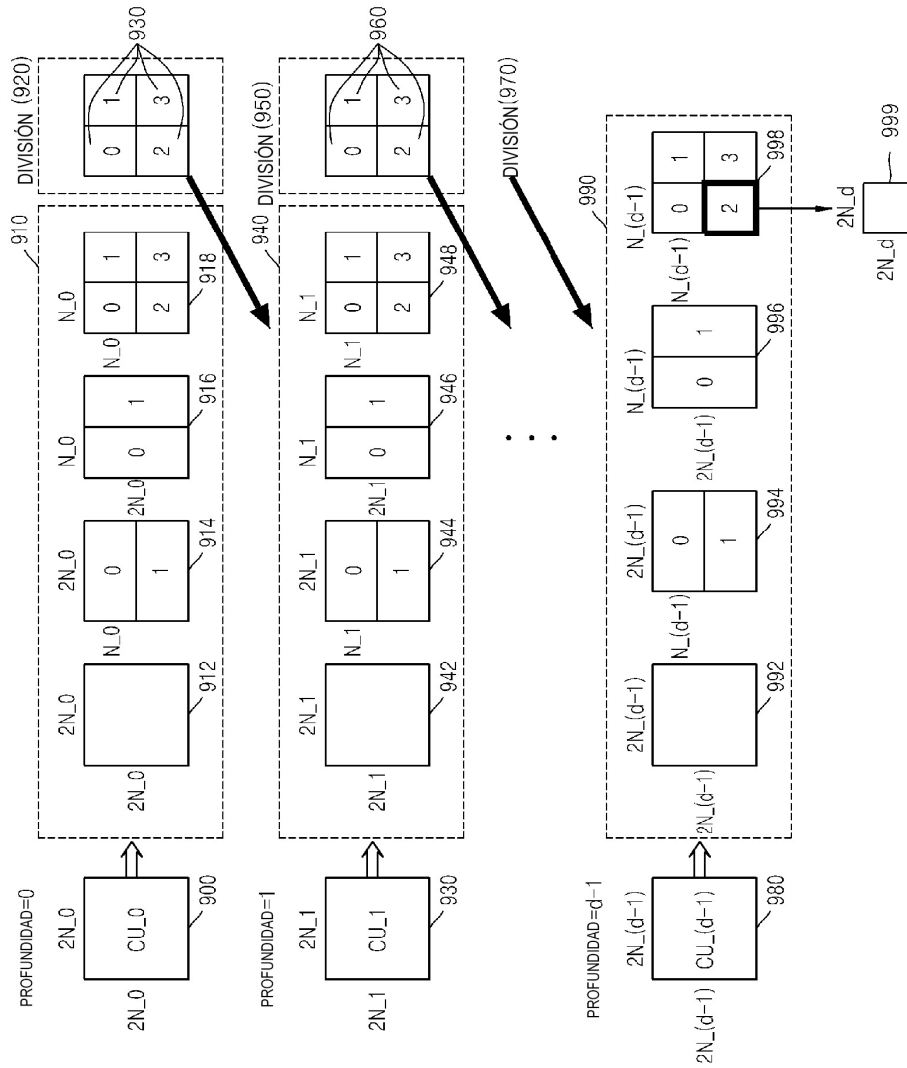 PROFUNDIDAD=0
2N_0
2N_0
CU_0
900
910
2N_0
2N_0
912
2N_0
N_0
0
1
914
N_0
2N_0
0
1
916
N_0
N_0
0
1
2
3
918
DIVISIÓN (920)
0
1
2
3
930
PROFUNDIDAD=1
2N_1
2N_1
CU_1
930
940
2N_1
2N_1
942
2N_1
N_1
0
1
944
N_1
2N_1
0
1
946
N_1
N_1
0
1
2
3
948
DIVISIÓN (950)
0
1
2
3
960
DIVISIÓN(970)
PROFUNDIDAD=d-1
2N_(d-1)
2N_(d-1)
CU_(d-1)
980
990
2N_(d-1)
2N_(d-1)
992
2N_(d-1)
N_(d-1)
0
1
994
N_(d-1)
2N_(d-1)
0
1
996
N_(d-1)
N_(d-1)
0
1
2
3
998
2N_d
2N_d
999